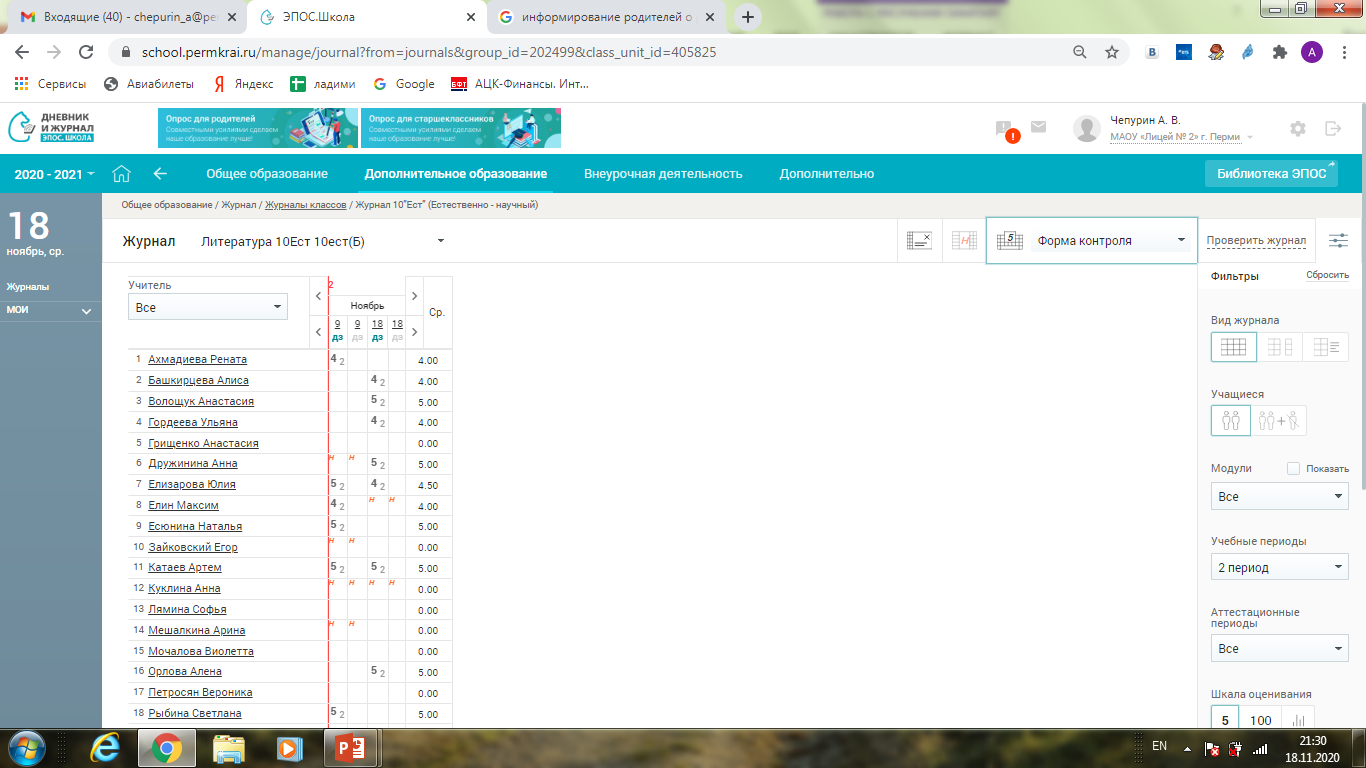 Входящие (40) - chepurin_a@pe
ЭПОС.Школа
информирование родителей о
school.permkrai.ru/manage/journal?from=journals&group_id=202499&class_unit_id=405825
Сервисы Авиабилеты Яндекс ладими Google АЦК-Финансы. Инт...
ДНЕВНИК
И ЖУРНАЛ
ЭПОС.ШКОЛА
Опрос для родителей
Совместными усилиями сделаем
наше образование лучше!
Опрос для старшеклассников
Совместными усилиями сделаем
наше образование лучше!
Чепурин А. В.
МАОУ «Лицей № 2» г. Перми
2020 - 2021 Общее образование Дополнительное образование Внеурочная деятельность Дополнительно Библиотека ЭПОС
18
ноябрь, ср.
Журналы
МОИ
Общее образование / Журнал / Журналы классов / Журнал 10"Ест" (Естественно - научный)
Журнал Литература 10Ест 10ест(Б) Н 5 Форма контроля Проверить журнал
Учитель
Все
2
Ноябрь
Ср.
9 9 18 18
дз дз дз дз
1 Ахмадиева Рената 4 2 4.00
2 Башкирцева Алиса 4 2 4.00
3 Волощук Анастасия 5 2 5.00
4 Гордеева Ульяна 4 2 4.00
5 Грищенко Анастасия 0.00
6 Дружинина Анна н н 5 2 5.00
7 Елизарова Юлия 5 2 4 2 4.50
8 Елин Максим 4 2 н н 4.00
9 Есюнина Наталья 5 2 5.00
10 Зайковский Егор н н 0.00
11 Катаев Артем 5 2 5 2 5.00
12 Куклина Анна н н н н 0.00
13 Лямина Софья 0.00
14 Мешалкина Арина н н 0.00
15 Мочалова Виолетта 0.00
16 Орлова Алена 5 2 5.00
17 Петросян Вероника 0.00
18 Рыбина Светлана 5 2 5.00
Фильтры Сбросить
Вид журнала
Учащиеся
Модули Показать
Все
Учебные периоды
2 период
Аттестационные
периоды
Все
Шкала оценивания
5 100
EN
21:30
18.11.2020